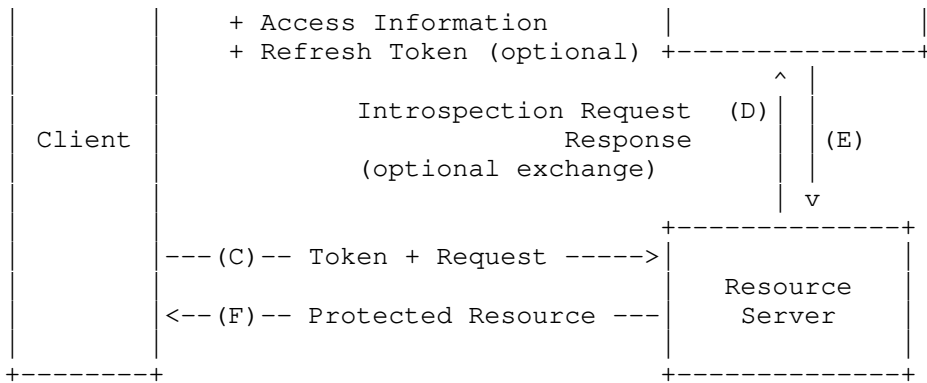 + Access Information
+ Refresh Token (optional)
Introspection Request (D)
Client Response (E)
(optional exchange)
---(C)-- Token + Request ----->
Resource
<--(F)-- Protected Resource ---
Server